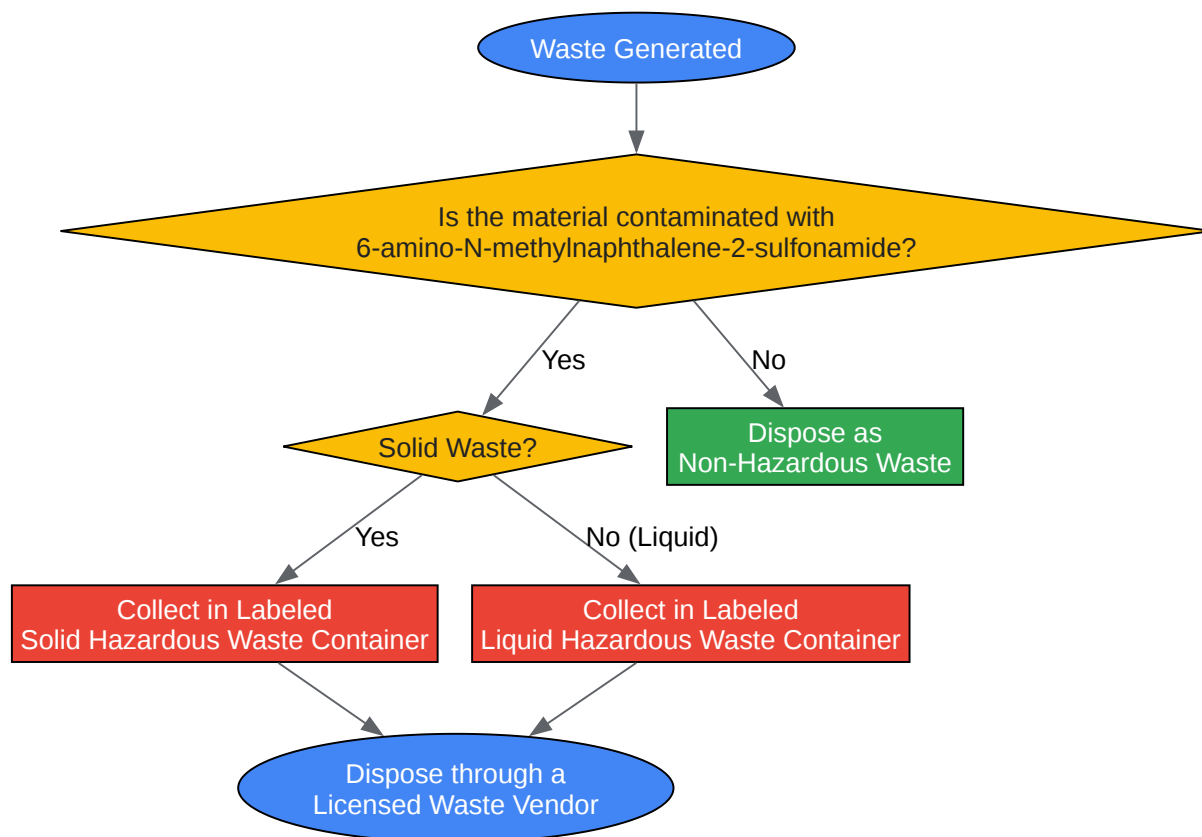 Waste Generated
Is the material contaminated with
6-amino-N-methylnaphthalene-2-sulfonamide?
Yes
No
Solid Waste?
Dispose as
Non-Hazardous Waste
Yes
No (Liquid)
Collect in Labeled
Solid Hazardous Waste Container
Collect in Labeled
Liquid Hazardous Waste Container
Dispose through a
Licensed Waste Vendor